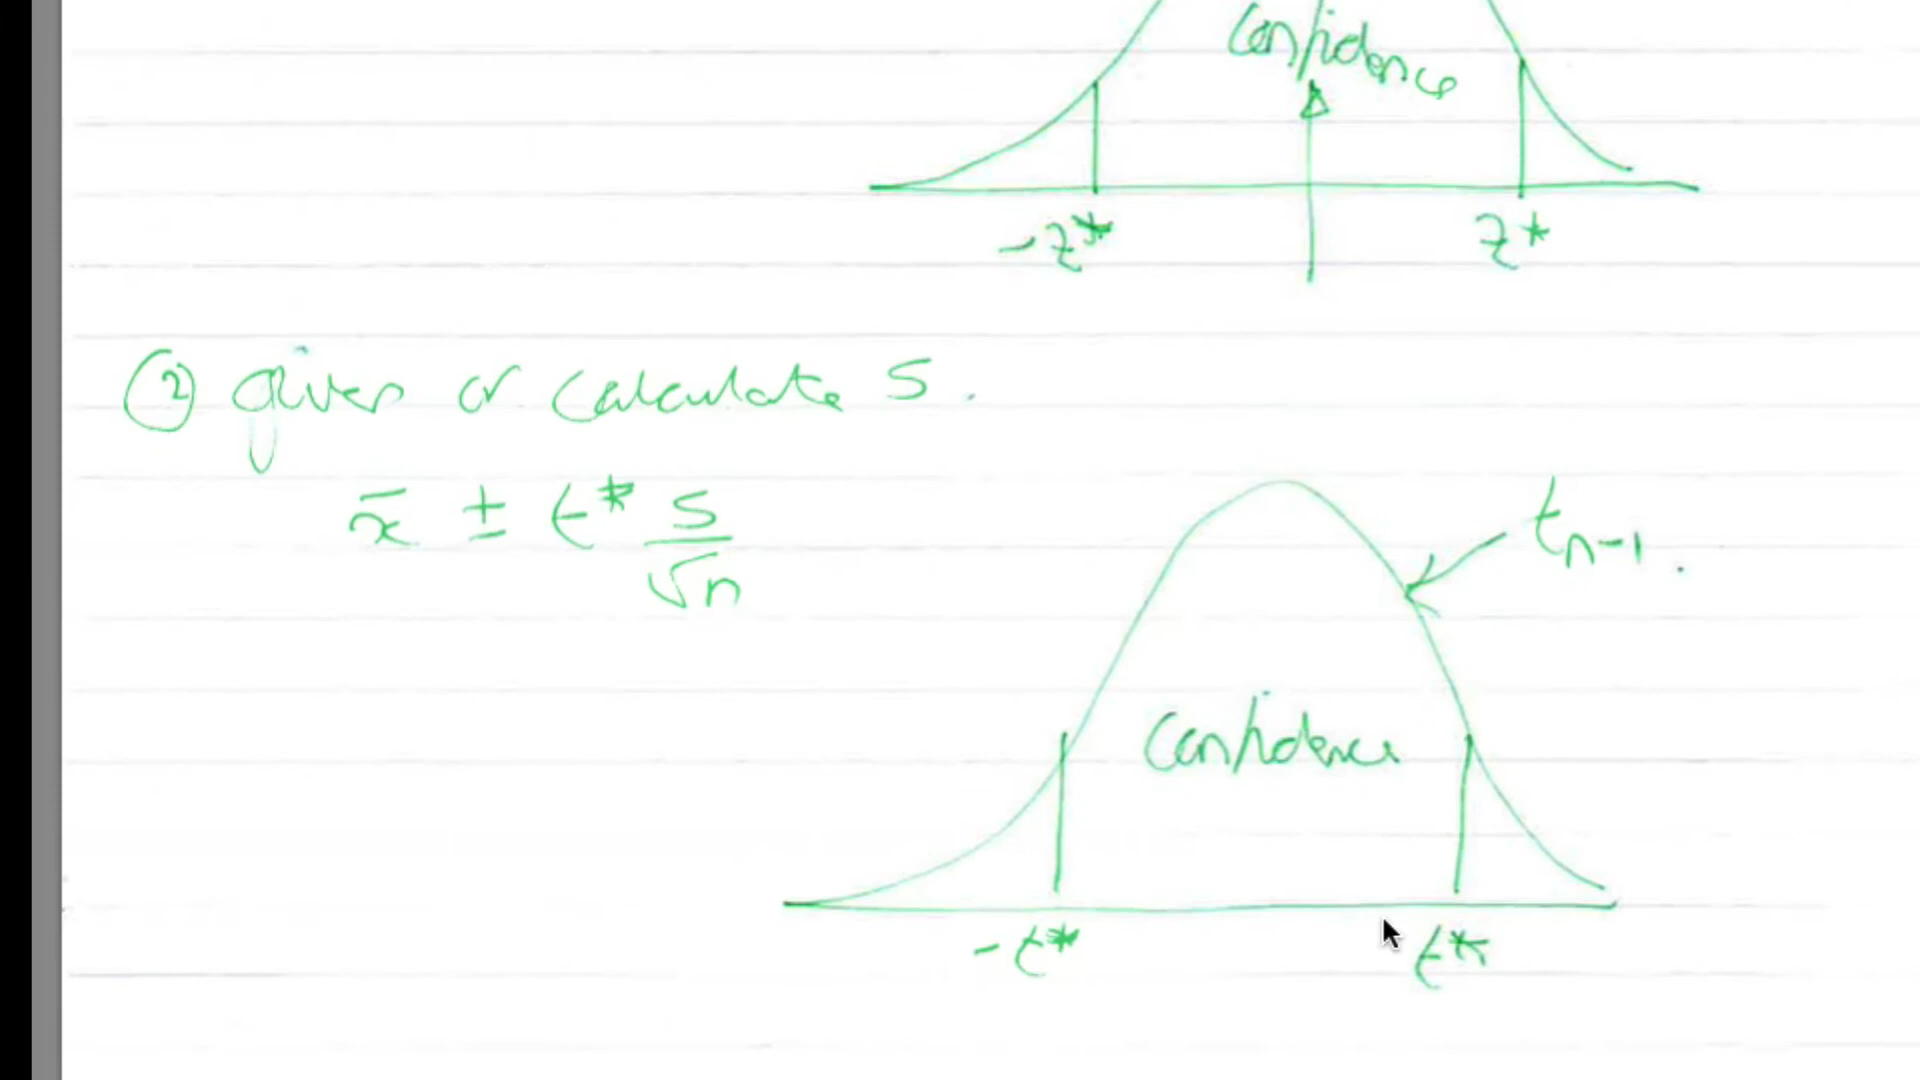 Confidence
-z* z*
② given or calculate s.
x̄ ± t* s/√n
tn-1.
Confidence
-t* t*